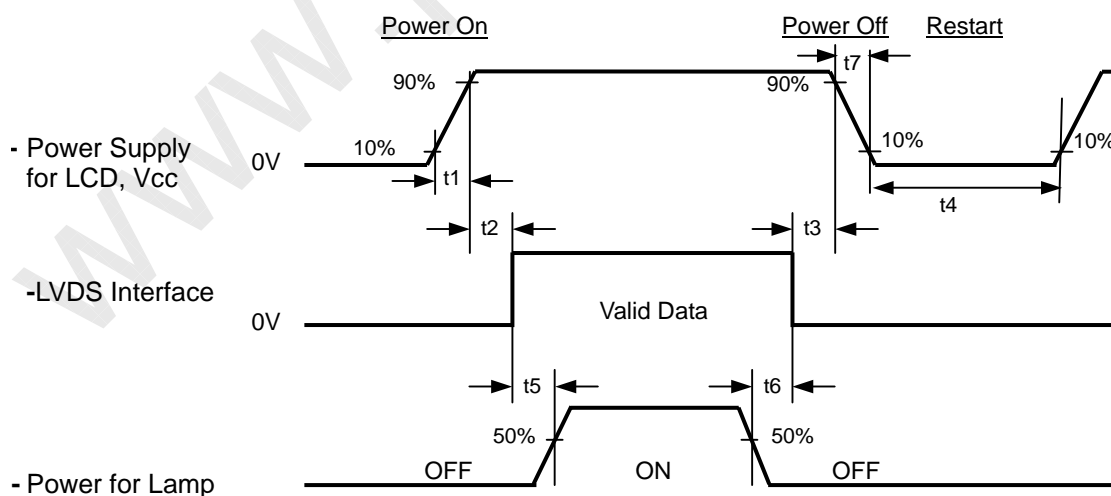 Power On
Power Off Restart
t7
90%
90%
10%
10%
10%
- Power Supply
for LCD, Vcc
0V
t1
t4
t2
t3
-LVDS Interface
Valid Data
0V
t5
t6
50%
50%
OFF
ON
OFF
- Power for Lamp
www.